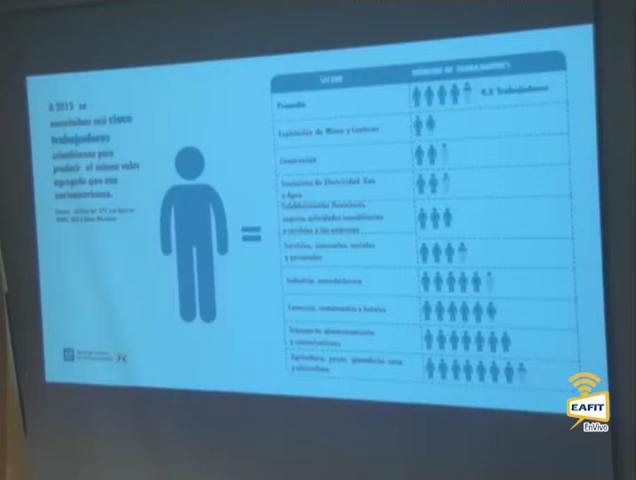 A 2015 se
necesitaban casi cinco
trabajadores
colombianos para
producir el mismo valor
agregado que uno
norteamericano.
SECTOR
NÚMERO DE TRABAJADORES
Promedio
4.3 Trabajadores
Explotación de Minas y Canteras
Construcción
Suministro de Electricidad Gas
y Agua
Establecimientos financieros,
seguros, actividades inmobiliarias
y servicios a las empresas
Servicios, comunales, sociales
y personales
Industria manufacturera
Comercio, restaurantes y hoteles
Transporte, almacenamiento
y comunicaciones
Agricultura, pesca, ganadería, caza
y silvicultura
EAFIT
EnVivo